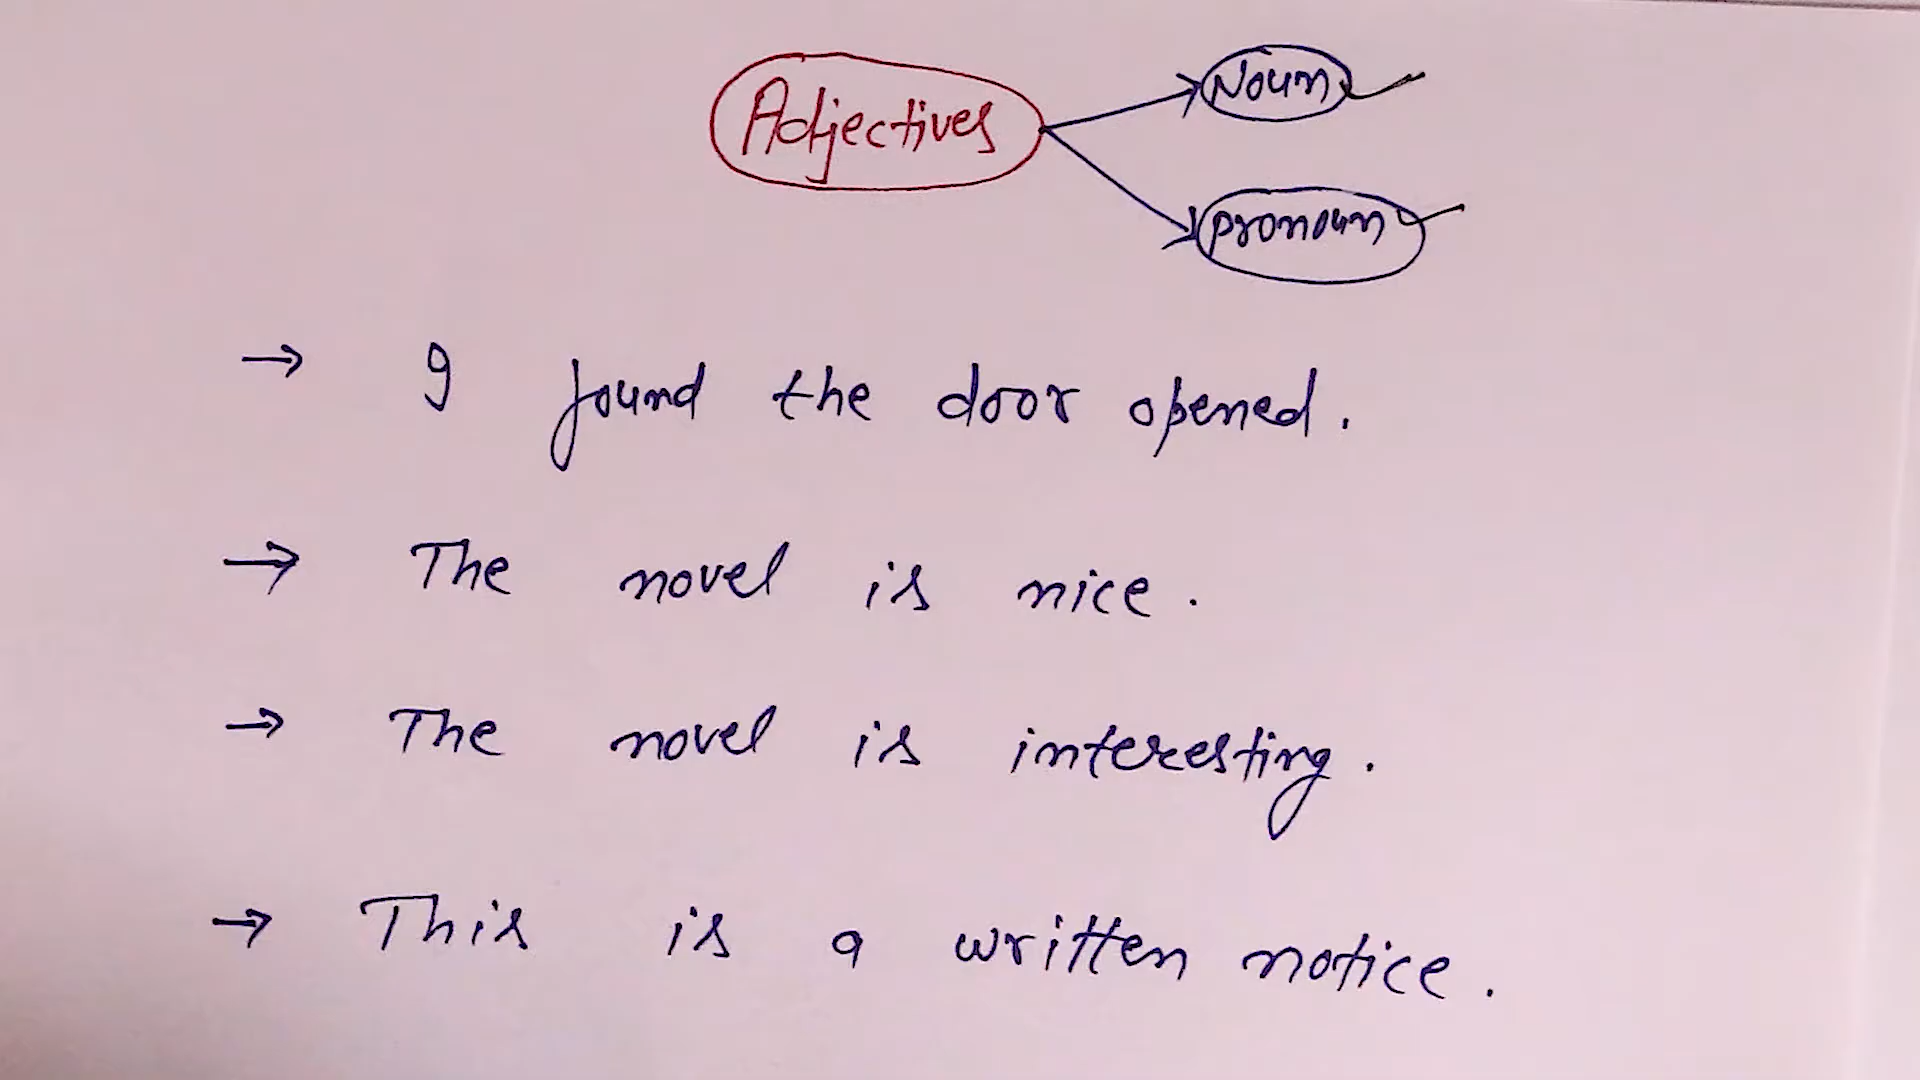 Adjectives
Noun
pronoun
→ I found the door opened.
→ The novel is nice.
→ The novel is interesting.
→ This is a written notice.